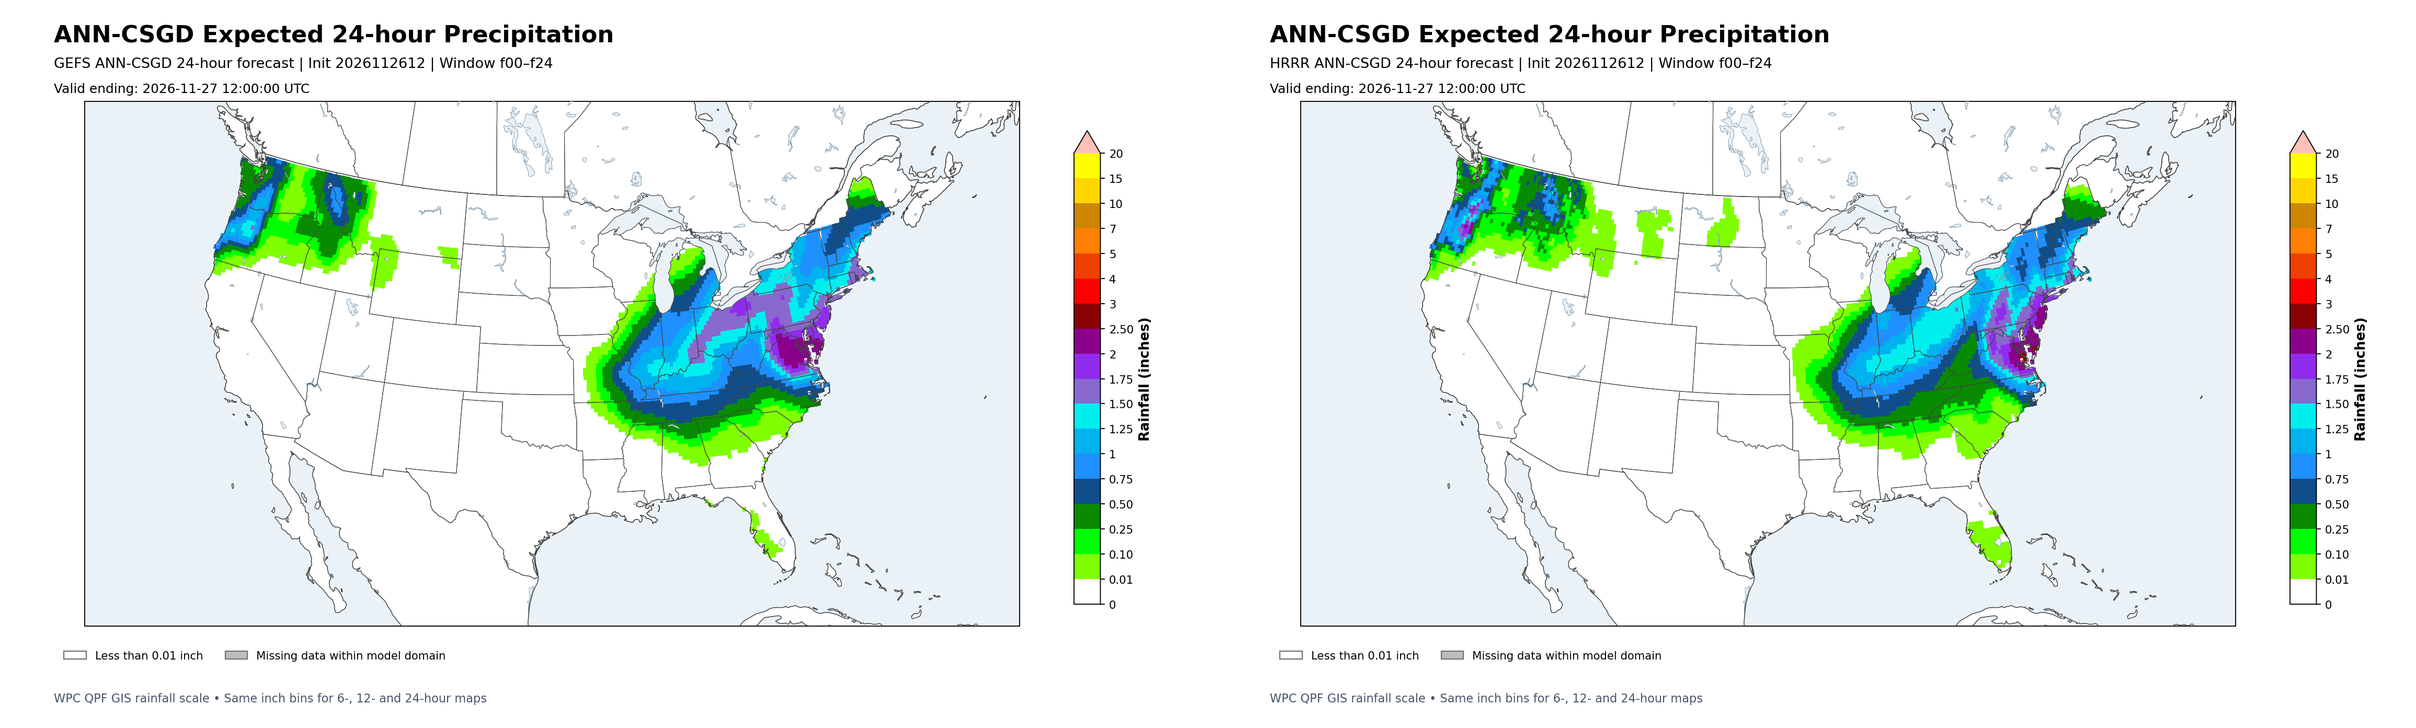 ANN-CSGD Expected 24-hour Precipitation
GEFS ANN-CSGD 24-hour forecast | Init 2026112612 | Window f00–f24
Valid ending: 2026-11-27 12:00:00 UTC
20
15
10
7
5
4
3
2.50
2
1.75
1.50
1.25
1
0.75
0.50
0.25
0.10
0.01
0
Rainfall (inches)
Less than 0.01 inch
Missing data within model domain
WPC QPF GIS rainfall scale • Same inch bins for 6-, 12- and 24-hour maps
ANN-CSGD Expected 24-hour Precipitation
HRRR ANN-CSGD 24-hour forecast | Init 2026112612 | Window f00–f24
Valid ending: 2026-11-27 12:00:00 UTC
20
15
10
7
5
4
3
2.50
2
1.75
1.50
1.25
1
0.75
0.50
0.25
0.10
0.01
0
Rainfall (inches)
Less than 0.01 inch
Missing data within model domain
WPC QPF GIS rainfall scale • Same inch bins for 6-, 12- and 24-hour maps